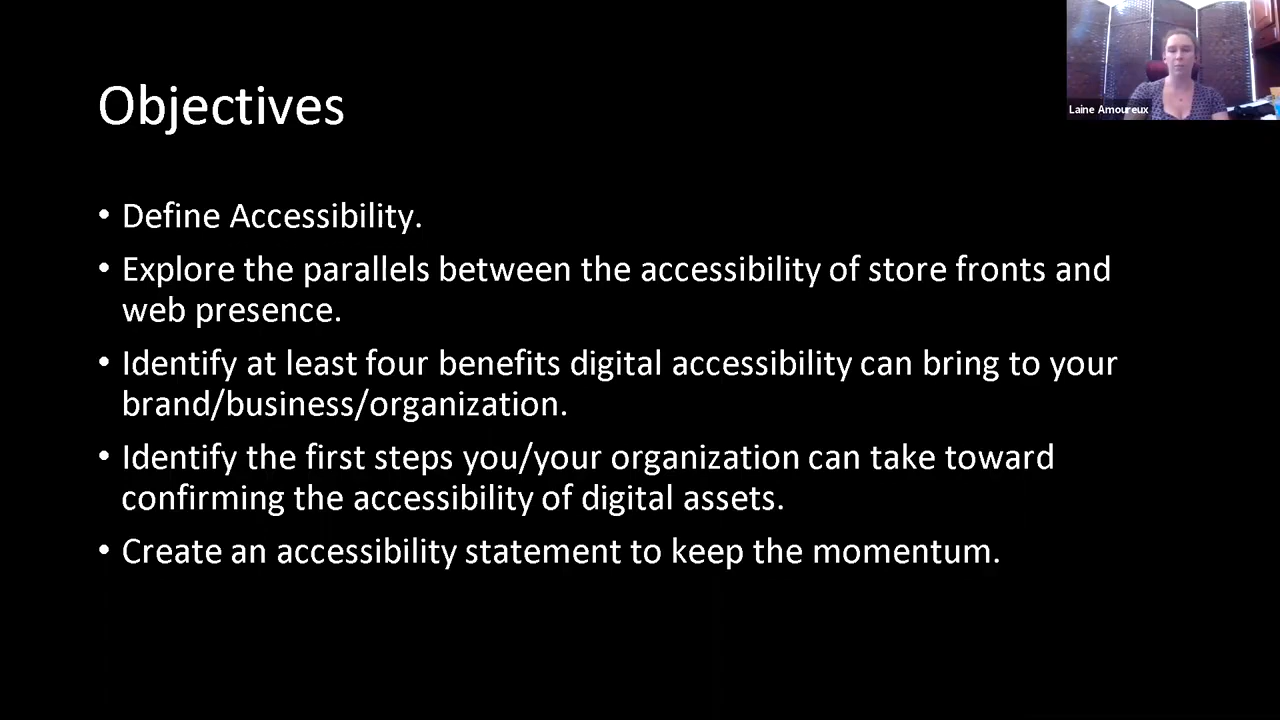 Objectives
Laine Amoureux
• Define Accessibility.
• Explore the parallels between the accessibility of store fronts and
web presence.
• Identify at least four benefits digital accessibility can bring to your
brand/business/organization.
• Identify the first steps you/your organization can take toward
confirming the accessibility of digital assets.
• Create an accessibility statement to keep the momentum.